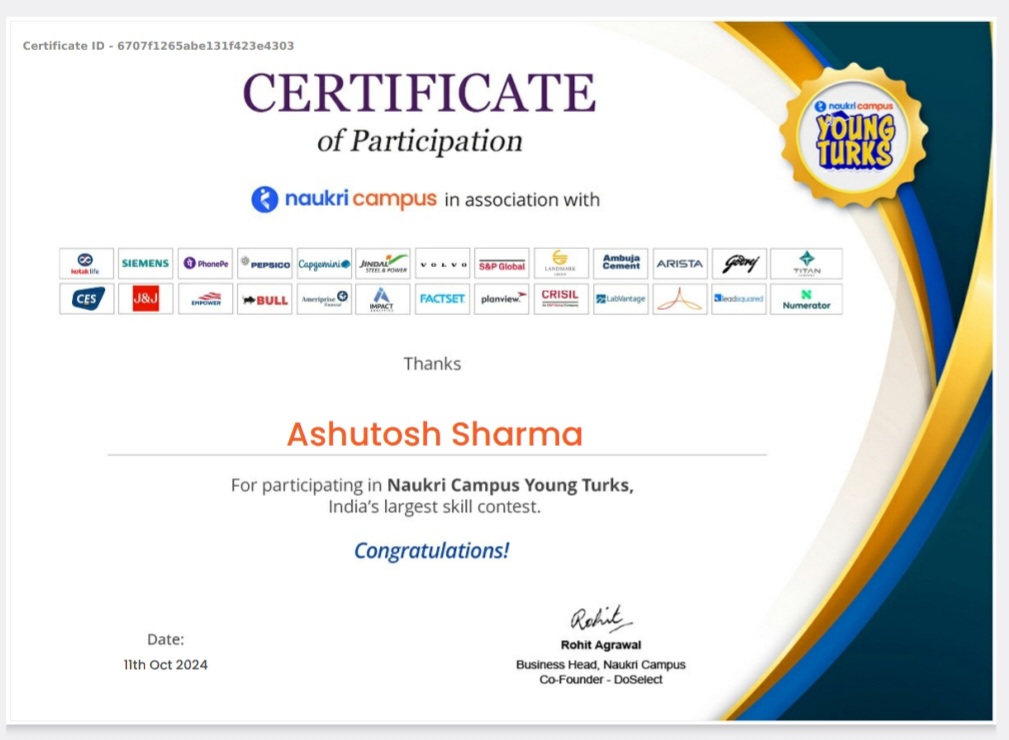 Certificate ID - 6707f1265abe131f423e4303
CERTIFICATE
of Participation
naukri campus
YOUNG
TURKS
naukri campus in association with
kotak life SIEMENS PhonePe PEPSICO Capgemini JINDAL STEEL & POWER VOLVO S&P Global LANDMARK GROUP Ambuja Cement ARISTA Godrej TITAN COMPANY
CES J&J EMPOWER BULL Ameriprise Financial IMPACT ANALYTICS FACTSET planview. CRISIL LabVantage leadsquared Numerator
Thanks
Ashutosh Sharma
For participating in Naukri Campus Young Turks,
India's largest skill contest.
Congratulations!
Date:
11th Oct 2024
Rohit
Rohit Agrawal
Business Head, Naukri Campus
Co-Founder - DoSelect